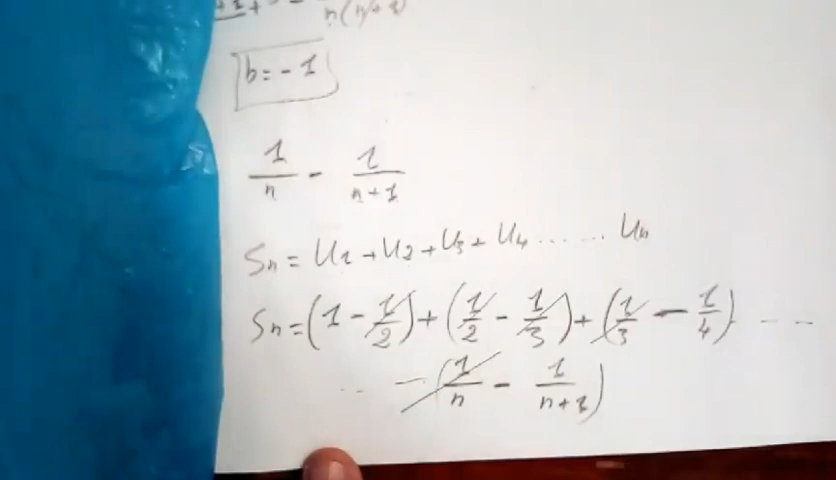 n(n+1)
b = - 1
1/n - 1/(n+1)
Sn = U1 + U2 + U3 + U4 ...... Un
Sn = (1 - 1/2) + (1/2 - 1/3) + (1/3 - 1/4) ....
.. - (1/n - 1/(n+1))